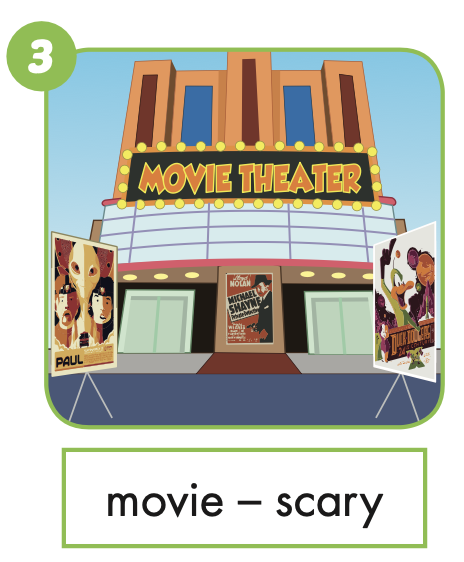 3
MOVIE THEATER
NOLAN
MICHAEL
SHAYNE
PAUL
movie – scary